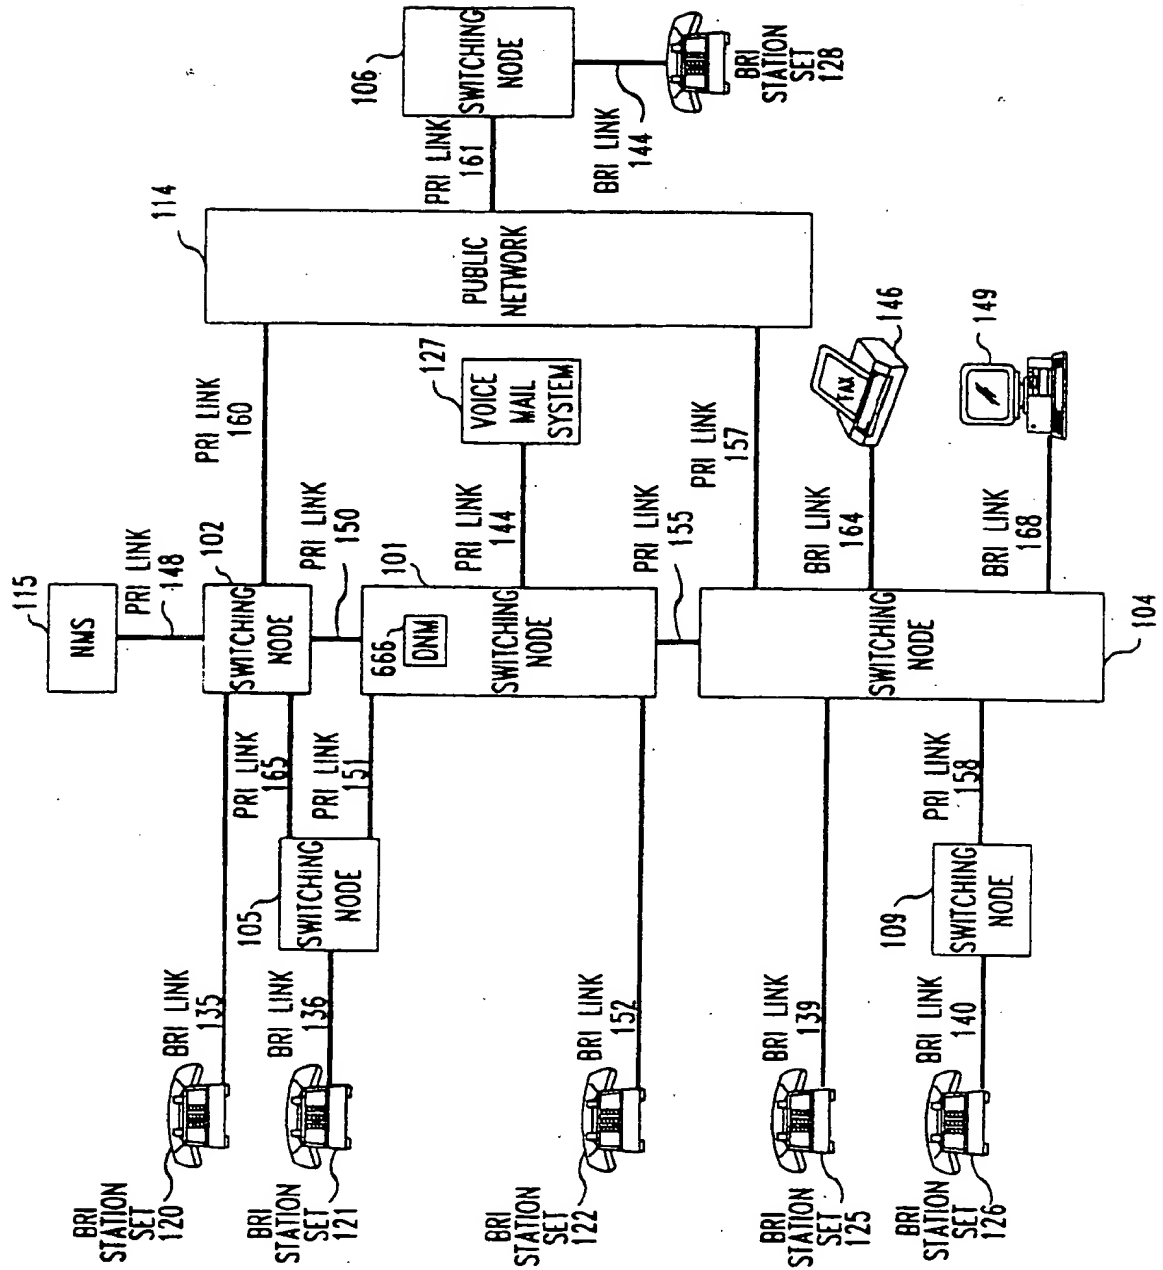 115
NMS
PRI LINK
148
102
SWITCHING
NODE
PRI LINK
160
114
PUBLIC
NETWORK
PRI LINK
161
106
SWITCHING
NODE
BRI LINK
144
BRI
STATION
SET
128
PRI LINK
150
101
666
DNM
SWITCHING
NODE
PRI LINK
144
127
VOICE
MAIL
SYSTEM
PRI LINK
155
PRI LINK
157
SWITCHING
NODE
104
BRI LINK
164
FAX
146
BRI LINK
168
149
PRI LINK
165
PRI LINK
151
105
SWITCHING
NODE
PRI LINK
158
109
SWITCHING
NODE
BRI LINK
135
BRI
STATION
SET
120
BRI LINK
136
BRI
STATION
SET
121
BRI LINK
152
BRI
STATION
SET
122
BRI LINK
139
BRI
STATION
SET
125
BRI LINK
140
BRI
STATION
SET
126